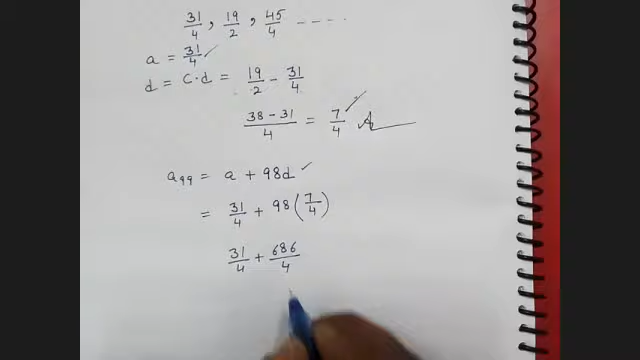 31/4, 19/2, 45/4 ----
a = 31/4 ✓
d = c.d = 19/2 - 31/4
(38 - 31)/4 = 7/4 ✓
a₉₉ = a + 98d ✓
= 31/4 + 98(7/4)
31/4 + 686/4